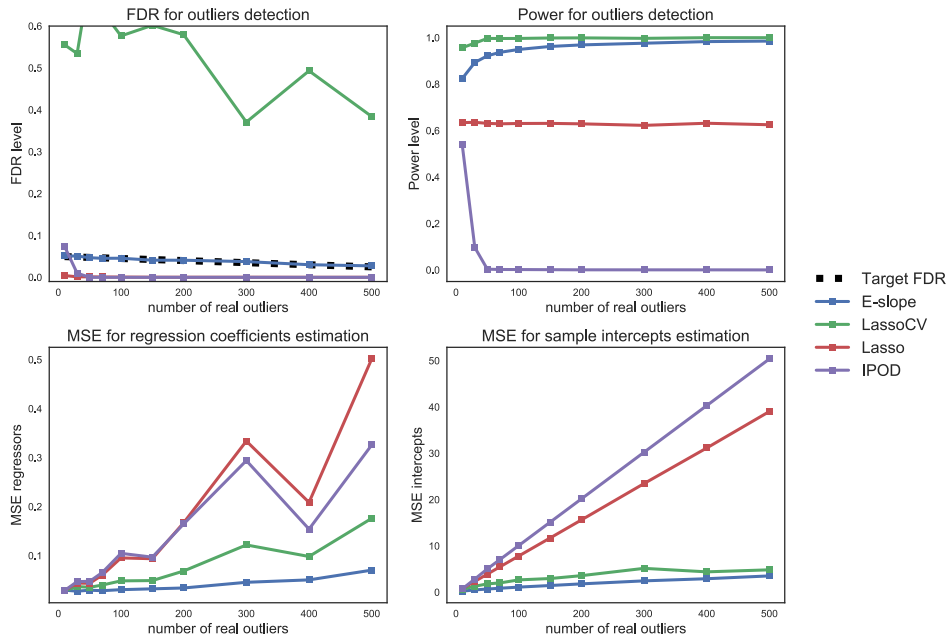 FDR for outliers detection
0.6
0.5
0.4
0.3
0.2
0.1
0.0
FDR level
0 100 200 300 400 500
number of real outliers
Power for outliers detection
1.0
0.8
0.6
0.4
0.2
0.0
Power level
0 100 200 300 400 500
number of real outliers
Target FDR
E-slope
LassoCV
Lasso
IPOD
MSE for regression coefficients estimation
0.5
0.4
0.3
0.2
0.1
MSE regressors
0 100 200 300 400 500
number of real outliers
MSE for sample intercepts estimation
50
40
30
20
10
0
MSE intercepts
0 100 200 300 400 500
number of real outliers